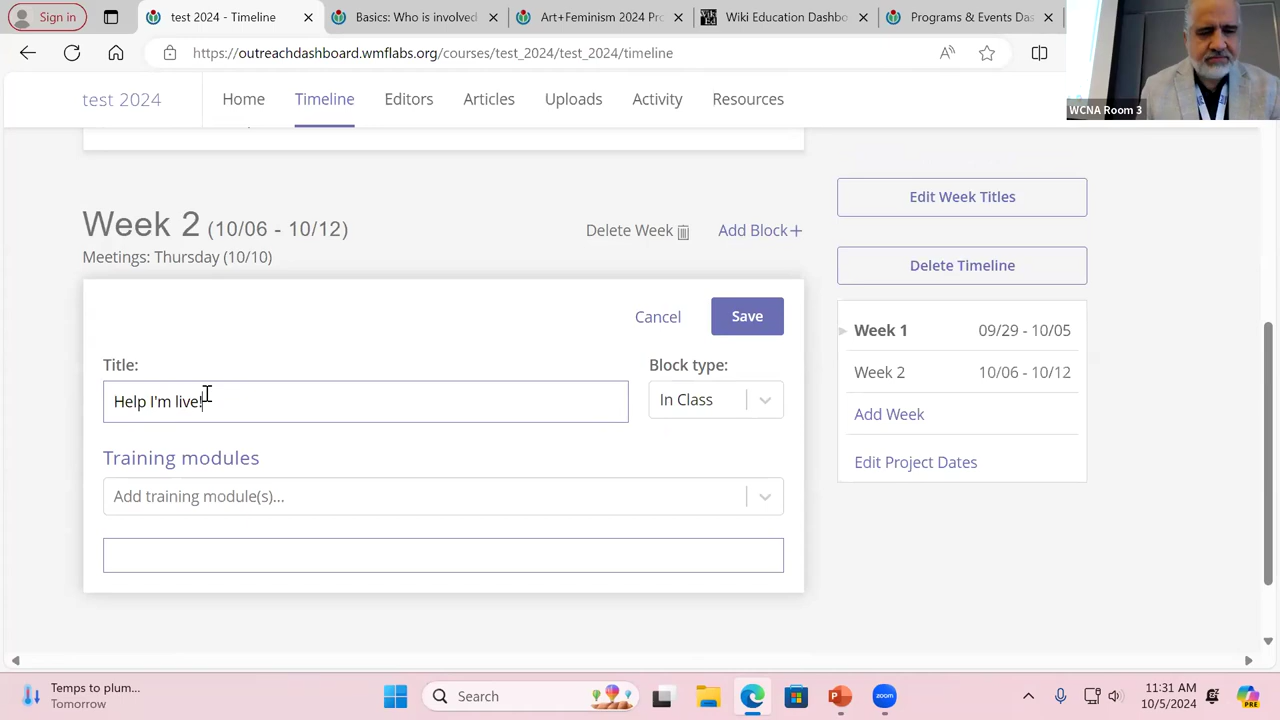 Sign in
test 2024 - Timeline
Basics: Who is involved
Art+Feminism 2024 Pro
Wiki Education Dashbo
Programs & Events Das
https://outreachdashboard.wmflabs.org/courses/test_2024/test_2024/timeline
WCNA Room 3
test 2024
Home
Timeline
Editors
Articles
Uploads
Activity
Resources
Week 2 (10/06 - 10/12)
Delete Week
Add Block+
Meetings: Thursday (10/10)
Edit Week Titles
Delete Timeline
Cancel
Save
Week 1 09/29 - 10/05
Week 2 10/06 - 10/12
Add Week
Edit Project Dates
Title:
Block type:
Help I'm live!
In Class
Training modules
Add training module(s)...
Temps to plum...
Tomorrow
Search
zoom
PRE
11:31 AM
10/5/2024